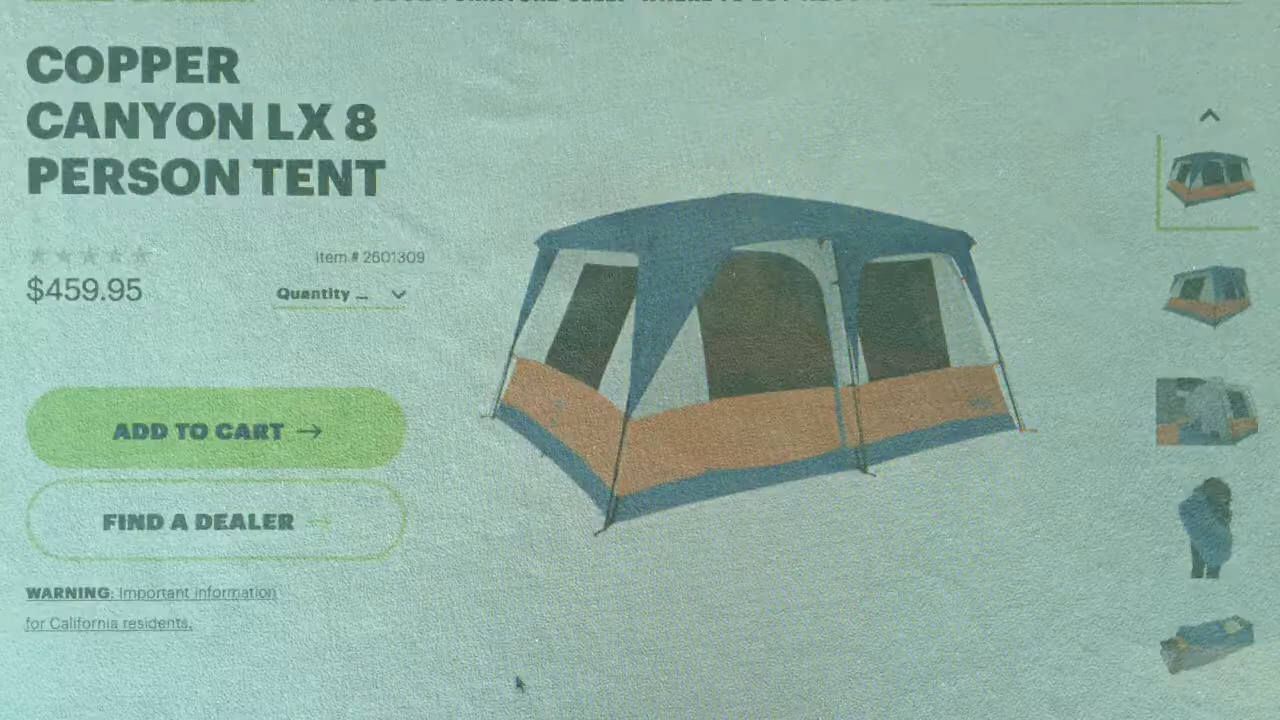 COPPER
CANYON LX 8
PERSON TENT
Item # 2601309
$459.95
Quantity ...
ADD TO CART →
FIND A DEALER →
WARNING: Important information
for California residents.